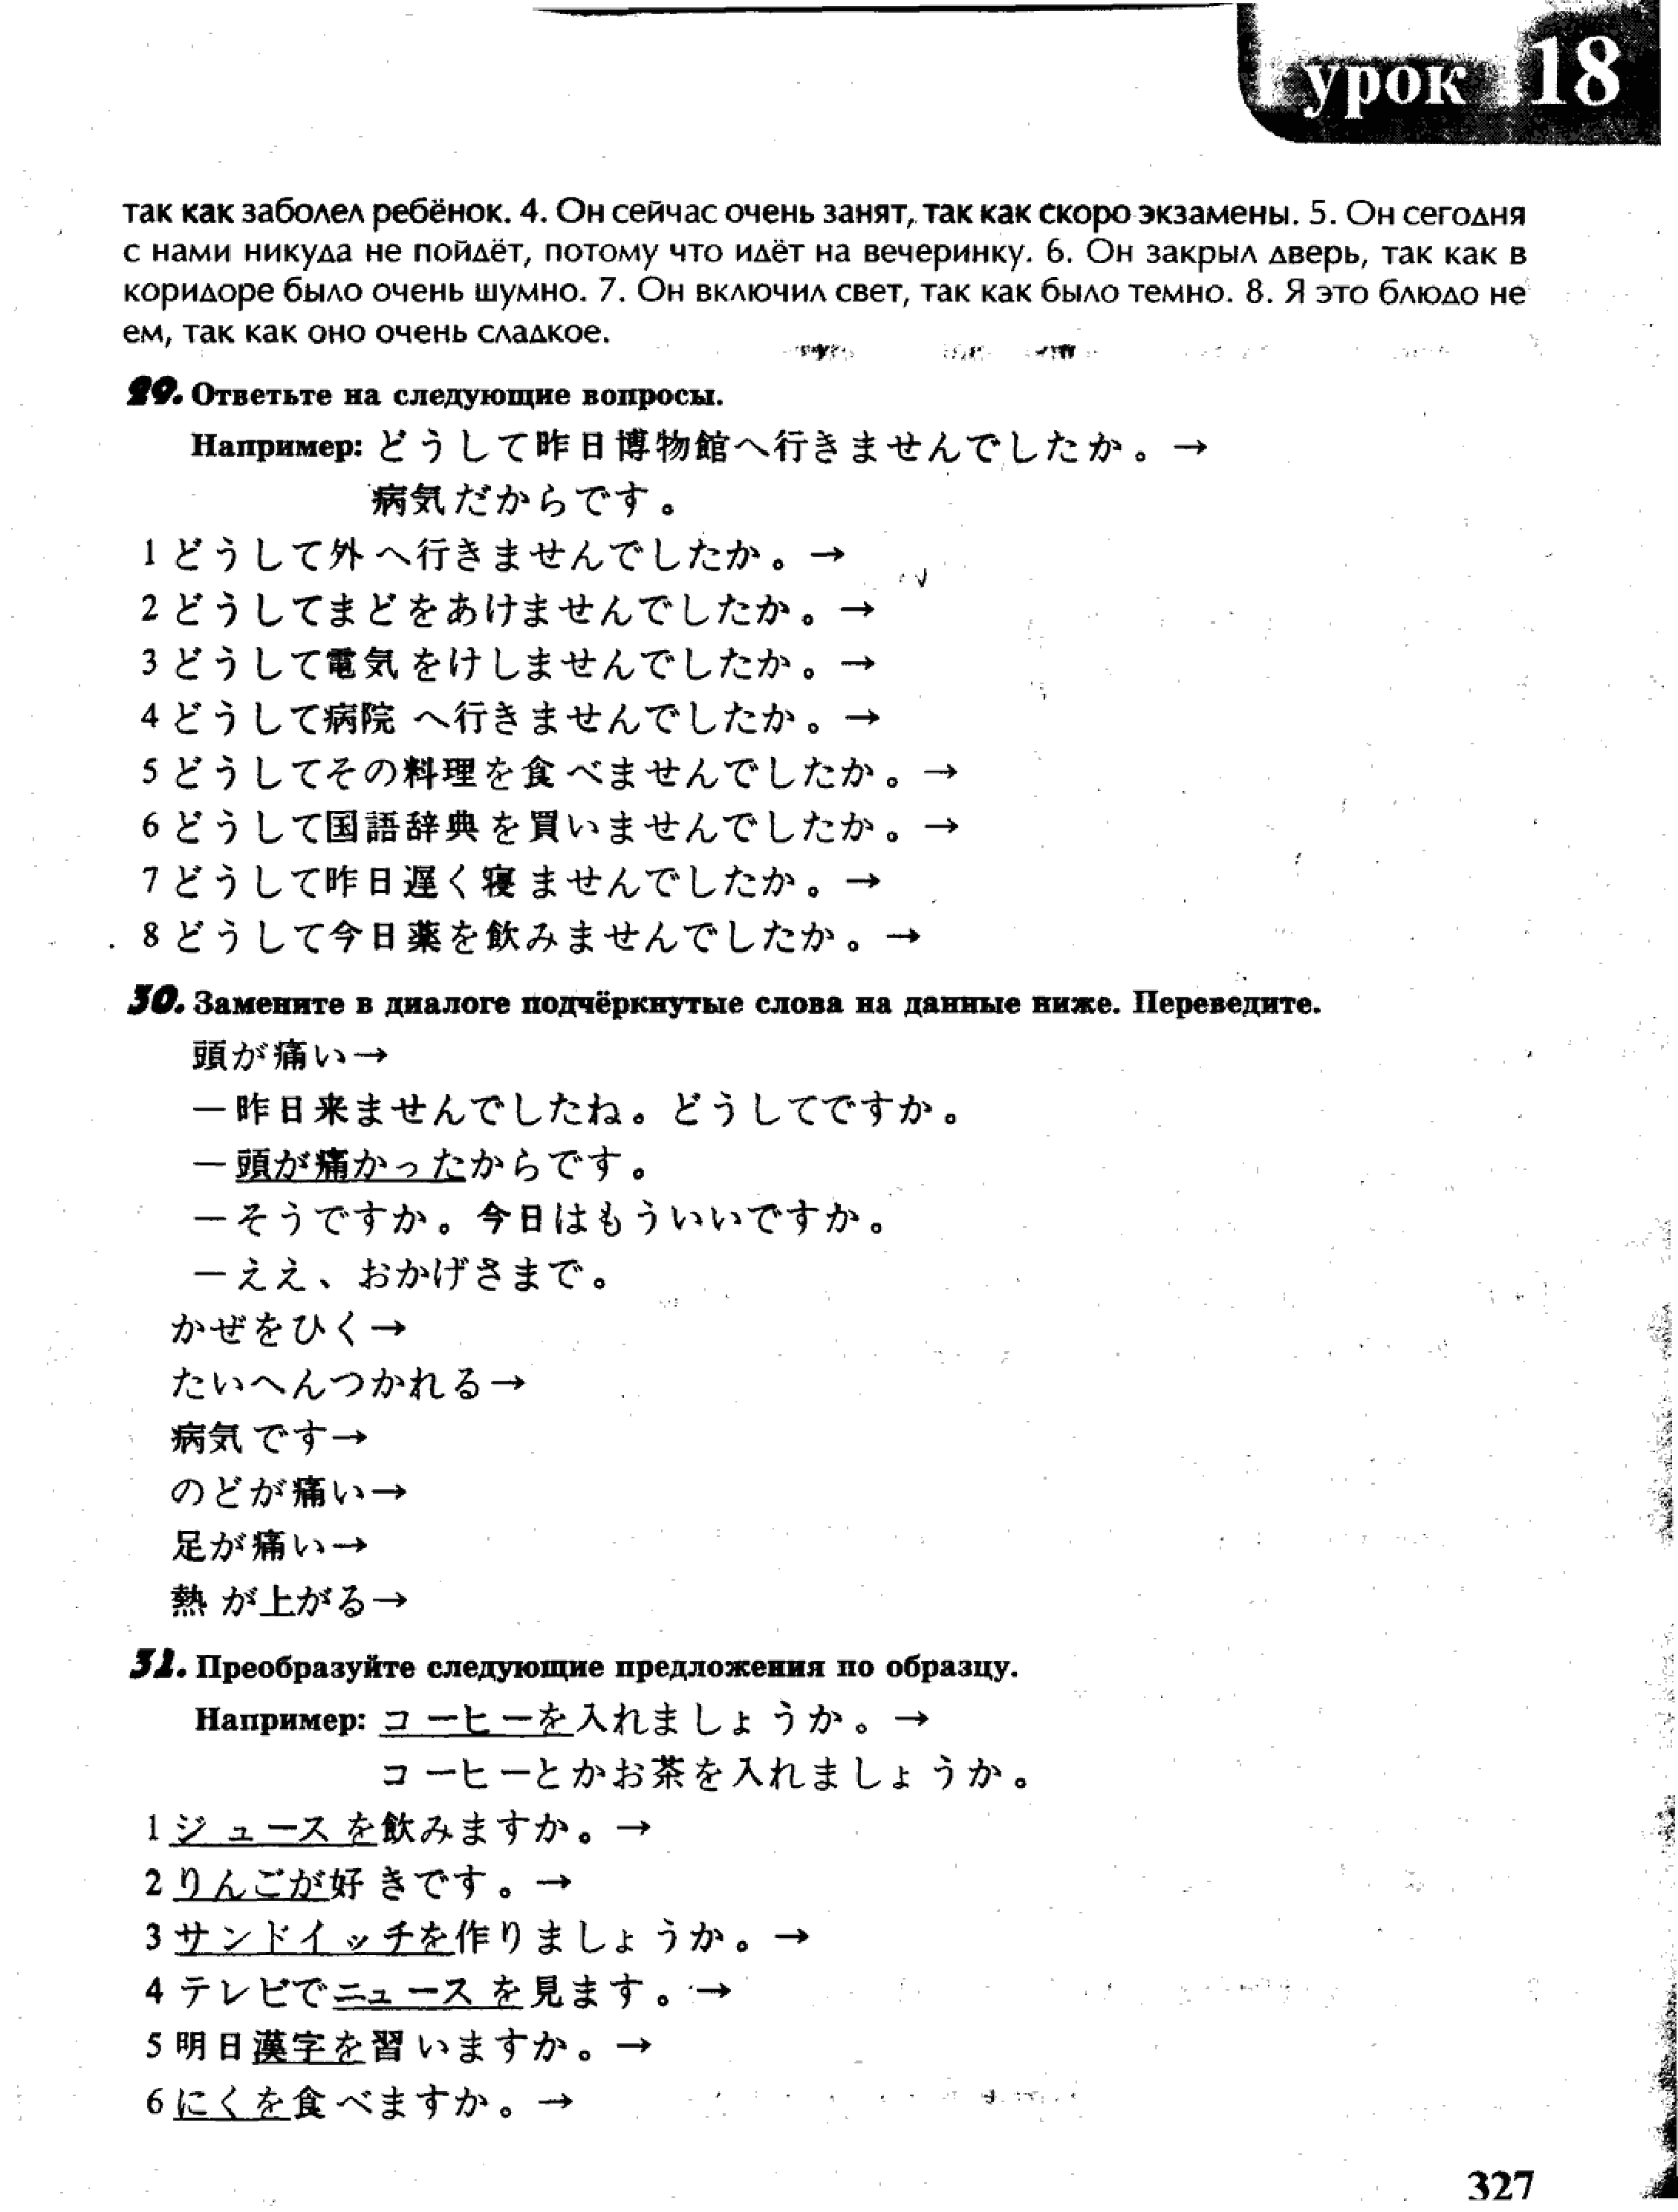 урок 18
так как заболел ребёнок. 4. Он сейчас очень занят, так как скоро экзамены. 5. Он сегодня
с нами никуда не пойдёт, потому что идёт на вечеринку. 6. Он закрыл дверь, так как в
коридоре было очень шумно. 7. Он включил свет, так как было темно. 8. Я это блюдо не
ем, так как оно очень сладкое.
29. Ответьте на следующие вопросы.
Например: どうして昨日博物館へ行きませんでしたか。→
病気だからです。
1 どうして外へ行きませんでしたか。→
2 どうしてまどをあけませんでしたか。→
3 どうして電気をけしませんでしたか。→
4 どうして病院へ行きませんでしたか。→
5 どうしてその料理を食べませんでしたか。→
6 どうして国語辞典を買いませんでしたか。→
7 どうして昨日遅く寝ませんでしたか。→
8 どうして今日薬を飲みませんでしたか。→
30. Замените в диалоге подчёркнутые слова на данные ниже. Переведите.
頭が痛い→
―昨日来ませんでしたね。どうしてですか。
―頭が痛かったからです。
―そうですか。今日はもういいですか。
―ええ、おかげさまで。
かぜをひく→
たいへんつかれる→
病気です→
のどが痛い→
足が痛い→
熱が上がる→
31. Преобразуйте следующие предложения по образцу.
Например: コーヒーを入れましょうか。→
コーヒーとかお茶を入れましょうか。
1 ジュースを飲みますか。→
2 りんごが好きです。→
3 サンドイッチを作りましょうか。→
4 テレビでニュースを見ます。→
5 明日漢字を習いますか。→
6 にくを食べますか。→
327